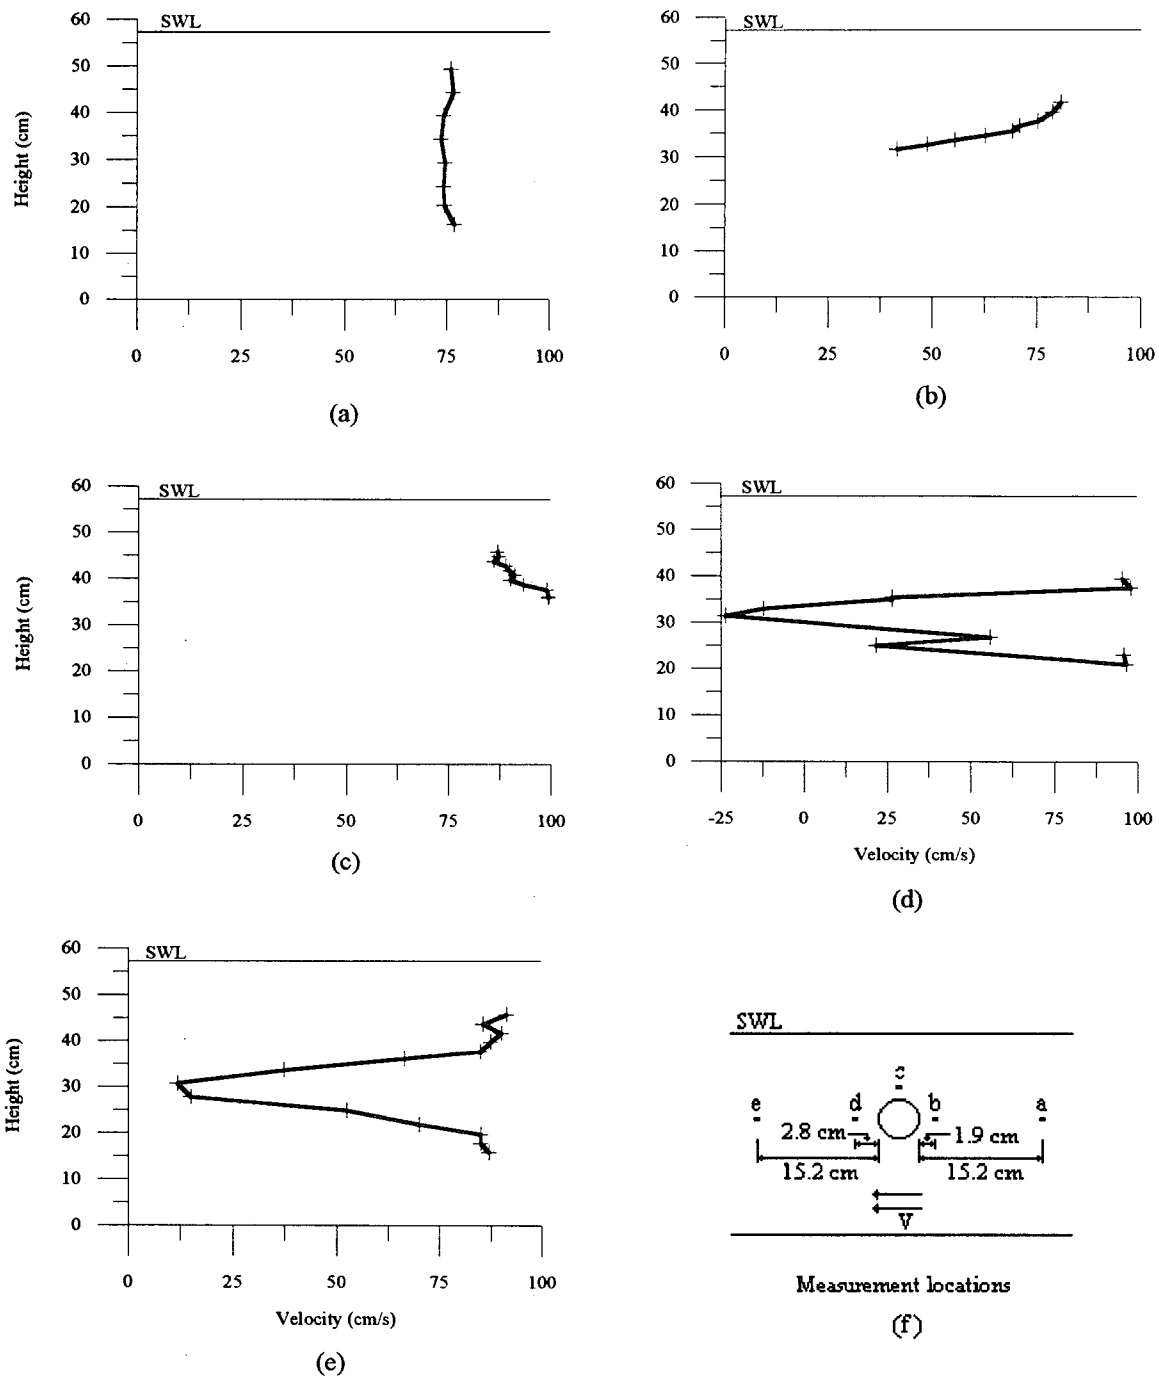 60
SWL
50
40
30
20
10
0
Height (cm)
0 25 50 75 100
(a)
60
SWL
50
40
30
20
10
0
0 25 50 75 100
(b)
60
SWL
50
40
30
20
10
0
Height (cm)
0 25 50 75 100
(c)
60
SWL
50
40
30
20
10
0
-25 0 25 50 75 100
Velocity (cm/s)
(d)
60
SWL
50
40
30
20
10
0
Height (cm)
0 25 50 75 100
Velocity (cm/s)
(e)
SWL
c
e d b a
2.8 cm 1.9 cm
15.2 cm 15.2 cm
V
Measurement locations
(f)